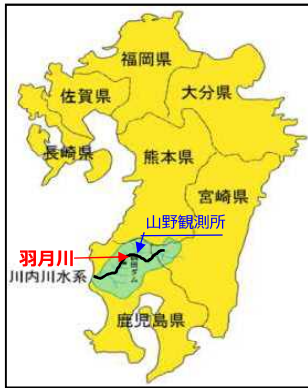 福岡県
佐賀県
大分県
長崎県
熊本県
宮崎県
山野観測所
羽月川
川内川水系
鹿児島県